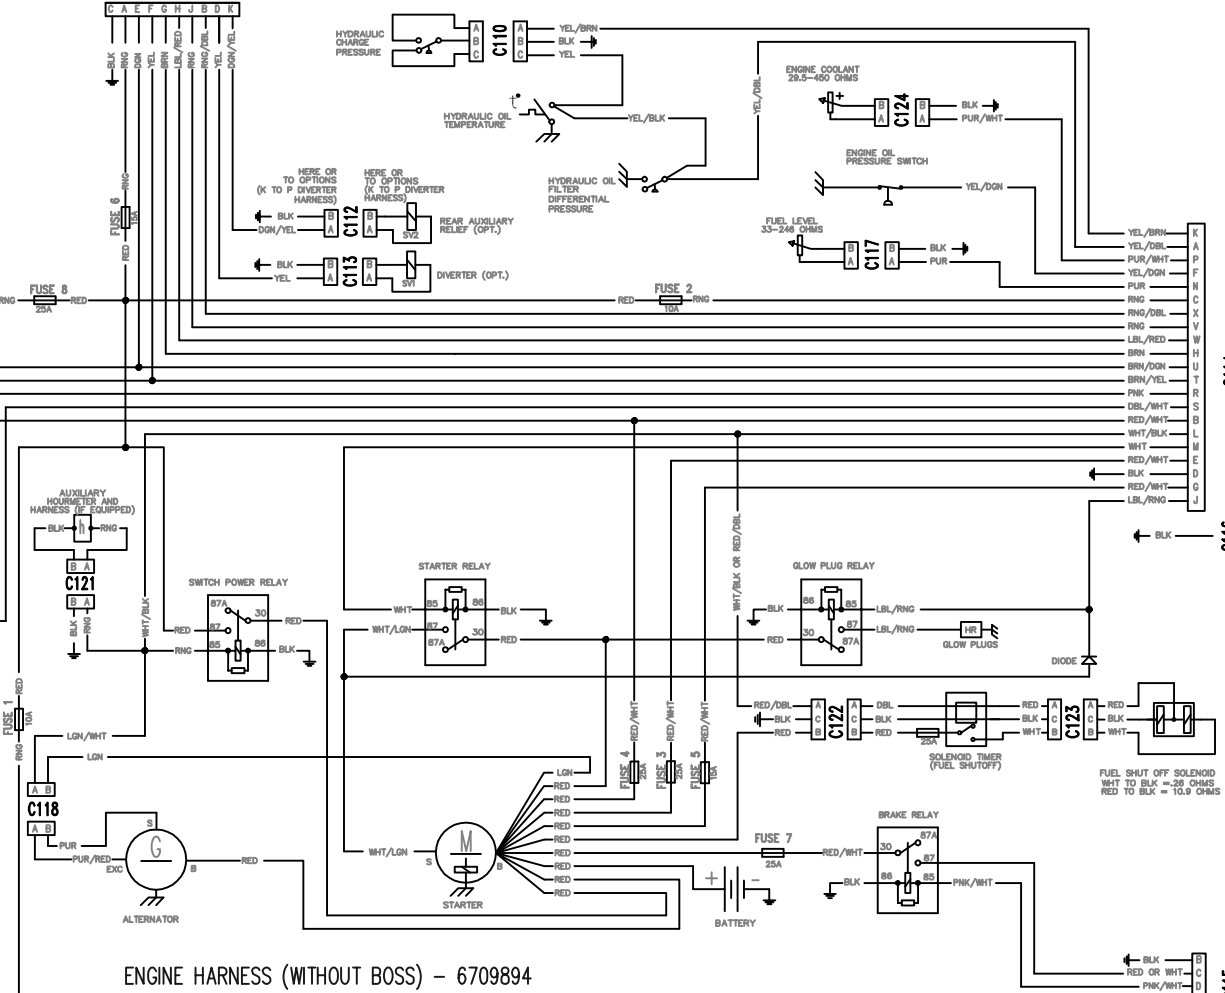 C A E F G H J B D K
BLK
RNG
DGN
YEL
BRN
LBL/RED
RNG
RNG/DBL
YEL
DGN/YEL
HYDRAULIC
CHARGE
PRESSURE
A
B
C
C110
A
B
C
YEL/BRN
BLK
YEL
t°
HYDRAULIC OIL
TEMPERATURE
YEL/BLK
YEL/DBL
HYDRAULIC OIL
FILTER
DIFFERENTIAL
PRESSURE
ENGINE COOLANT
29.5-450 OHMS
+
B
A
C124
B
A
BLK
PUR/WHT
ENGINE OIL
PRESSURE SWITCH
YEL/DGN
FUEL LEVEL
33-246 OHMS
B
A
C117
B
A
BLK
PUR
RNG
FUSE 6
15A
RED
HERE OR
TO OPTIONS
(K TO P DIVERTER
HARNESS)
HERE OR
TO OPTIONS
(K TO P DIVERTER
HARNESS)
BLK
DGN/YEL
B
A
C112
B
A
SV2
REAR AUXILIARY
RELIEF (OPT.)
BLK
YEL
B
A
C113
B
A
SV1
DIVERTER (OPT.)
RNG
FUSE 8
25A
RED
RED
FUSE 2
10A
RNG
YEL/BRN K
YEL/DBL A
PUR/WHT P
YEL/DGN F
PUR N
RNG C
RNG/DBL X
RNG V
LBL/RED W
BRN H
BRN/DGN U
BRN/YEL T
PNK R
DBL/WHT S
RED/WHT B
WHT/BLK L
WHT M
RED/WHT E
BLK D
RED/WHT G
LBL/RNG J
BLK
AUXILIARY
HOURMETER AND
HARNESS (IF EQUIPPED)
BLK h RNG
B A
C121
B A
BLK
RNG
WHT/BLK
SWITCH POWER RELAY
87A
30
87
85
86
RED
RNG
RED
BLK
STARTER RELAY
85
86
87
87A
30
WHT
WHT/LGN
BLK
RED
WHT/BLK OR RED/DBL
GLOW PLUG RELAY
86
85
87
30
87A
BLK
RED
LBL/RNG
LBL/RNG
HR
GLOW PLUGS
DIODE
RED
FUSE 1
10A
RNG
LGN/WHT
LGN
A B
C118
A B
PUR
PUR/RED
S
G
EXC
B
RED
ALTERNATOR
WHT/LGN
S
M
B
STARTER
LGN
RED
RED
RED
RED
RED
RED
RED
RED
RED
RED/WHT
FUSE 4
25A
RED/WHT
FUSE 3
25A
RED/WHT
FUSE 5
15A
RED/DBL
BLK
RED
A
C
B
C122
A
C
B
DBL
BLK
RED
25A
SOLENOID TIMER
(FUEL SHUTOFF)
RED
BLK
WHT
A
C
B
C123
A
C
B
RED
BLK
WHT
FUEL SHUT OFF SOLENOID
WHT TO BLK =.26 OHMS
RED TO BLK = 10.9 OHMS
FUSE 7
25A
RED/WHT
BRAKE RELAY
87A
30
87
86
85
BLK
PNK/WHT
+ -
BATTERY
BLK B
RED OR WHT C
PNK/WHT D
ENGINE HARNESS (WITHOUT BOSS) - 6709894